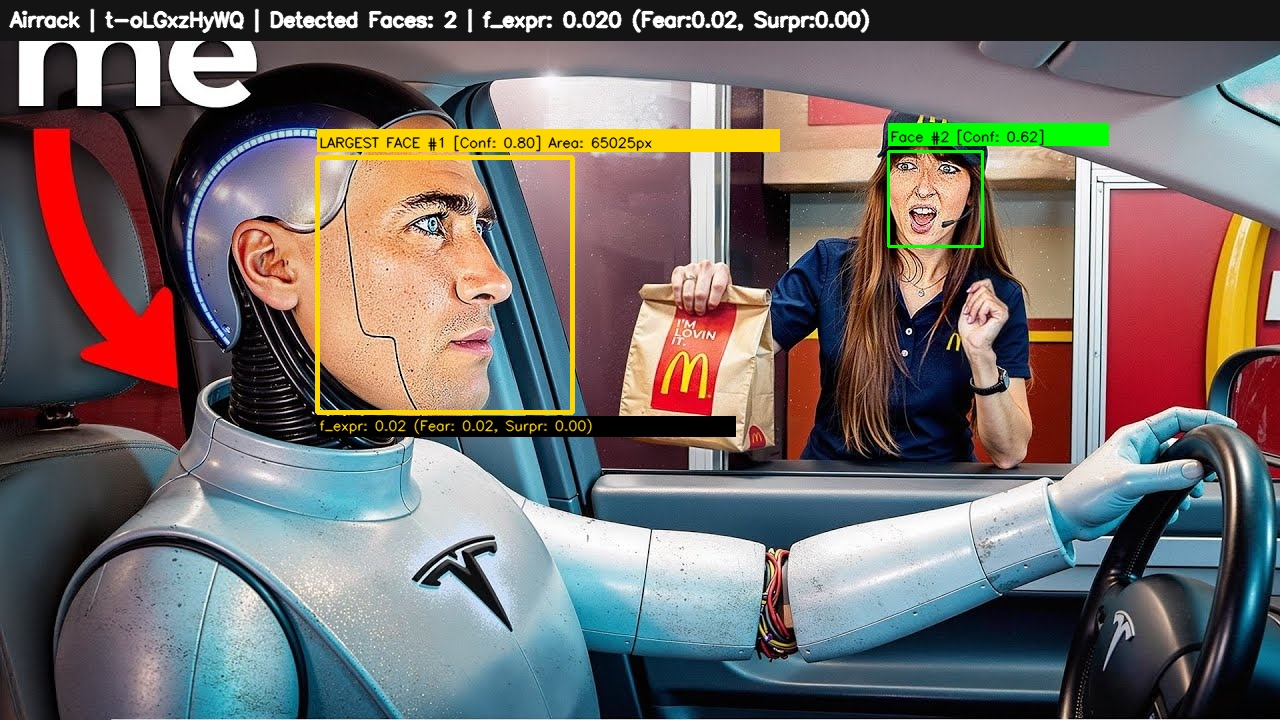 Airrack | t-oLGxzHyWQ | Detected Faces: 2 | f_expr: 0.020 (Fear:0.02, Surpr:0.00)
me
LARGEST FACE #1 [Conf: 0.80] Area: 65025px
Face #2 [Conf: 0.62]
I'M
LOVIN
IT.
f_expr: 0.02 (Fear: 0.02, Surpr: 0.00)